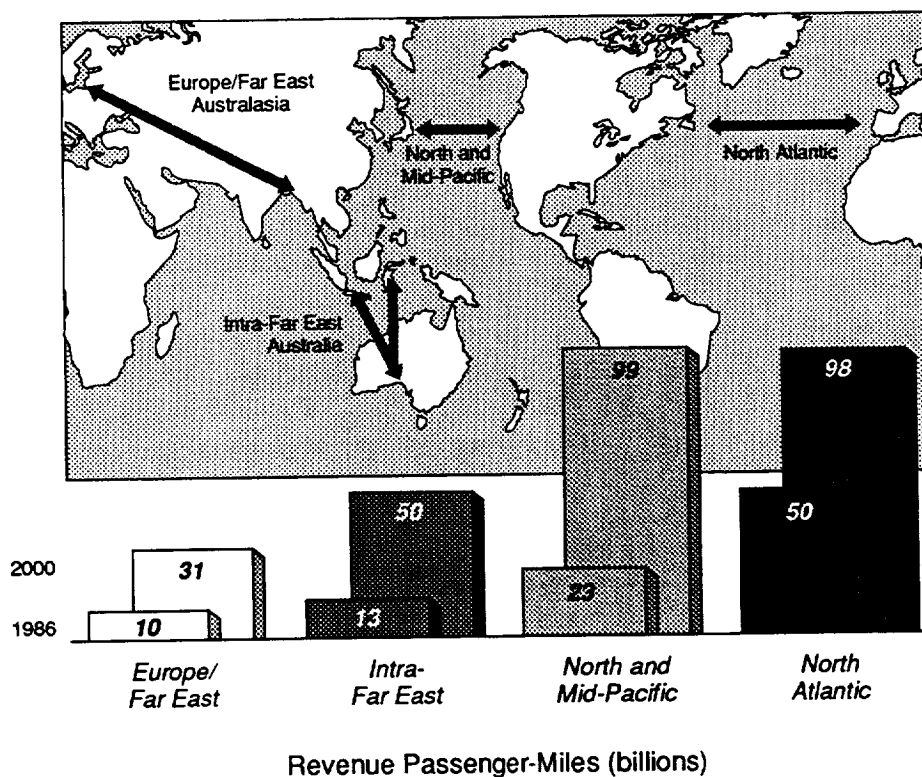 Europe/Far East
Australasia
North and
Mid-Pacific
North Atlantic
Intra-Far East
Australia
99
98
50
50
2000
31
23
1986
10
13
Europe/
Far East
Intra-
Far East
North and
Mid-Pacific
North
Atlantic
Revenue Passenger-Miles (billions)